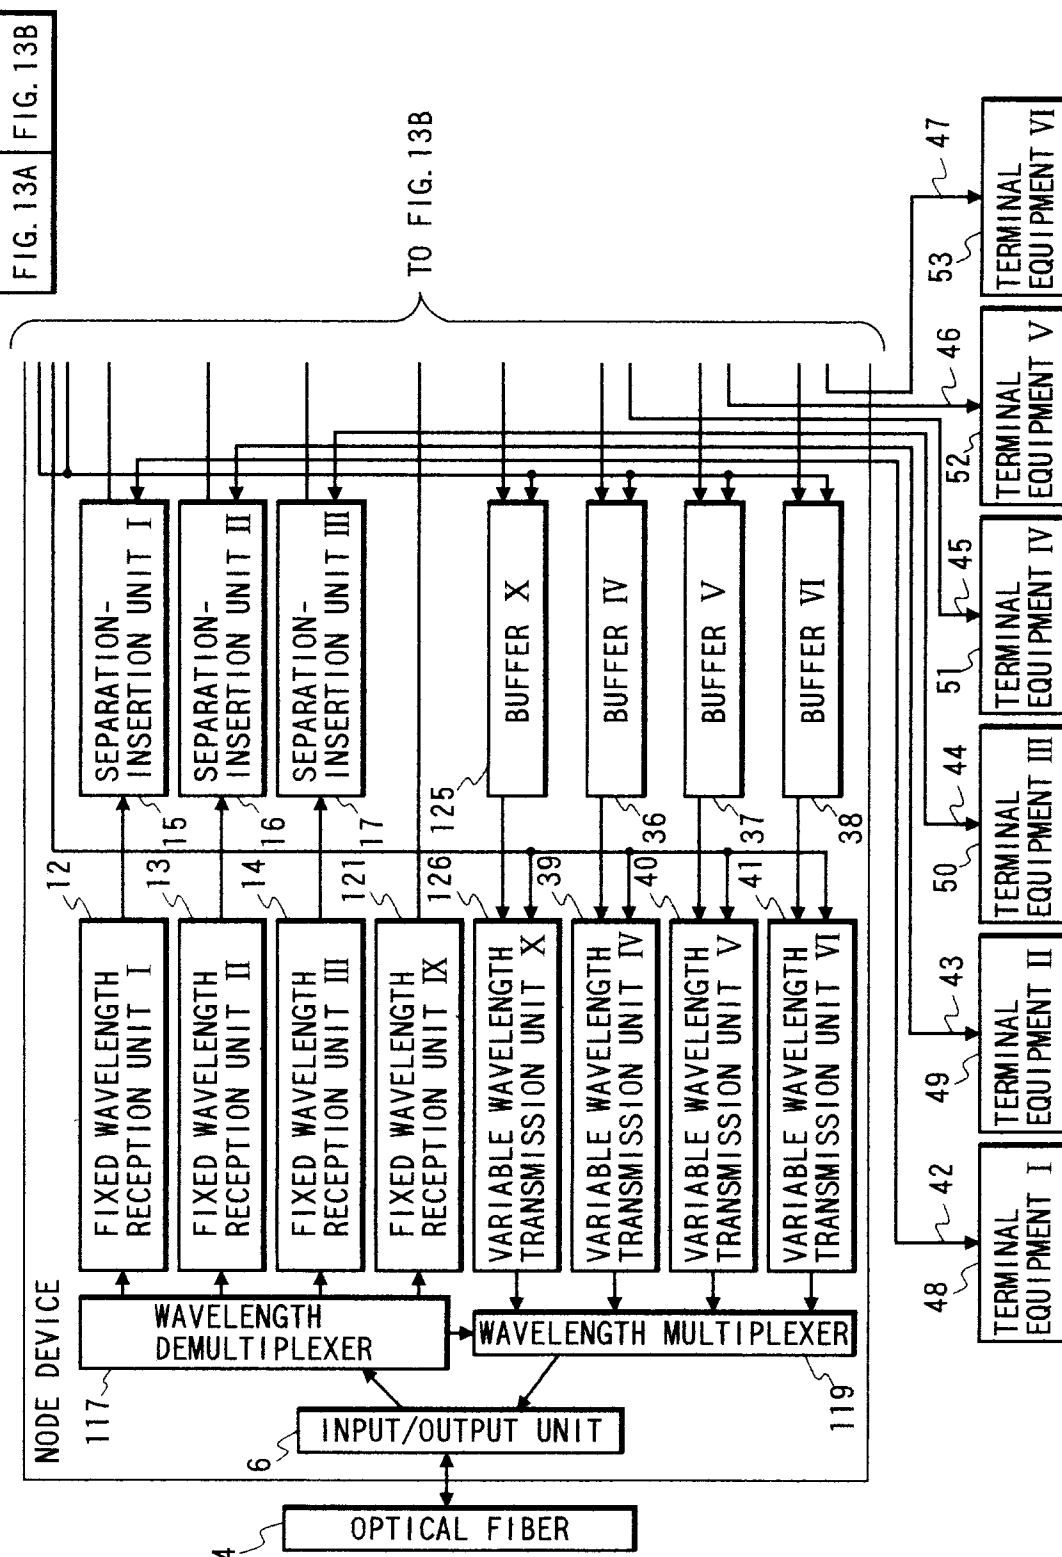 FIG. 13A
FIG. 13B
NODE DEVICE
TO FIG. 13B
4
OPTICAL FIBER
6
INPUT/OUTPUT UNIT
117
WAVELENGTH
DEMULTIPLEXER
WAVELENGTH MULTIPLEXER
119
12
FIXED WAVELENGTH
RECEPTION UNIT I
13
FIXED WAVELENGTH
RECEPTION UNIT II
14
FIXED WAVELENGTH
RECEPTION UNIT III
121
FIXED WAVELENGTH
RECEPTION UNIT IX
126
VARIABLE WAVELENGTH
TRANSMISSION UNIT X
39
VARIABLE WAVELENGTH
TRANSMISSION UNIT IV
40
VARIABLE WAVELENGTH
TRANSMISSION UNIT V
41
VARIABLE WAVELENGTH
TRANSMISSION UNIT VI
SEPARATION-
INSERTION UNIT I
15
SEPARATION-
INSERTION UNIT II
16
SEPARATION-
INSERTION UNIT III
17
125
BUFFER X
BUFFER IV
36
BUFFER V
37
BUFFER VI
38
42
48
TERMINAL
EQUIPMENT I
43
49
TERMINAL
EQUIPMENT II
44
50
TERMINAL
EQUIPMENT III
45
51
TERMINAL
EQUIPMENT IV
46
52
TERMINAL
EQUIPMENT V
47
53
TERMINAL
EQUIPMENT VI